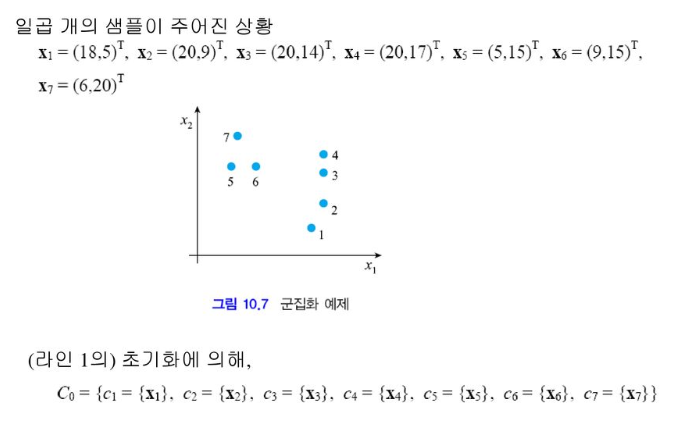 일곱 개의 샘플이 주어진 상황
x₁ = (18,5)ᵀ, x₂ = (20,9)ᵀ, x₃ = (20,14)ᵀ, x₄ = (20,17)ᵀ, x₅ = (5,15)ᵀ, x₆ = (9,15)ᵀ,
x₇ = (6,20)ᵀ
x₂
7
4
3
5 6
2
1
x₁
그림 10.7 군집화 예제
(라인 1의) 초기화에 의해,
C₀ = {c₁ = {x₁}, c₂ = {x₂}, c₃ = {x₃}, c₄ = {x₄}, c₅ = {x₅}, c₆ = {x₆}, c₇ = {x₇}}